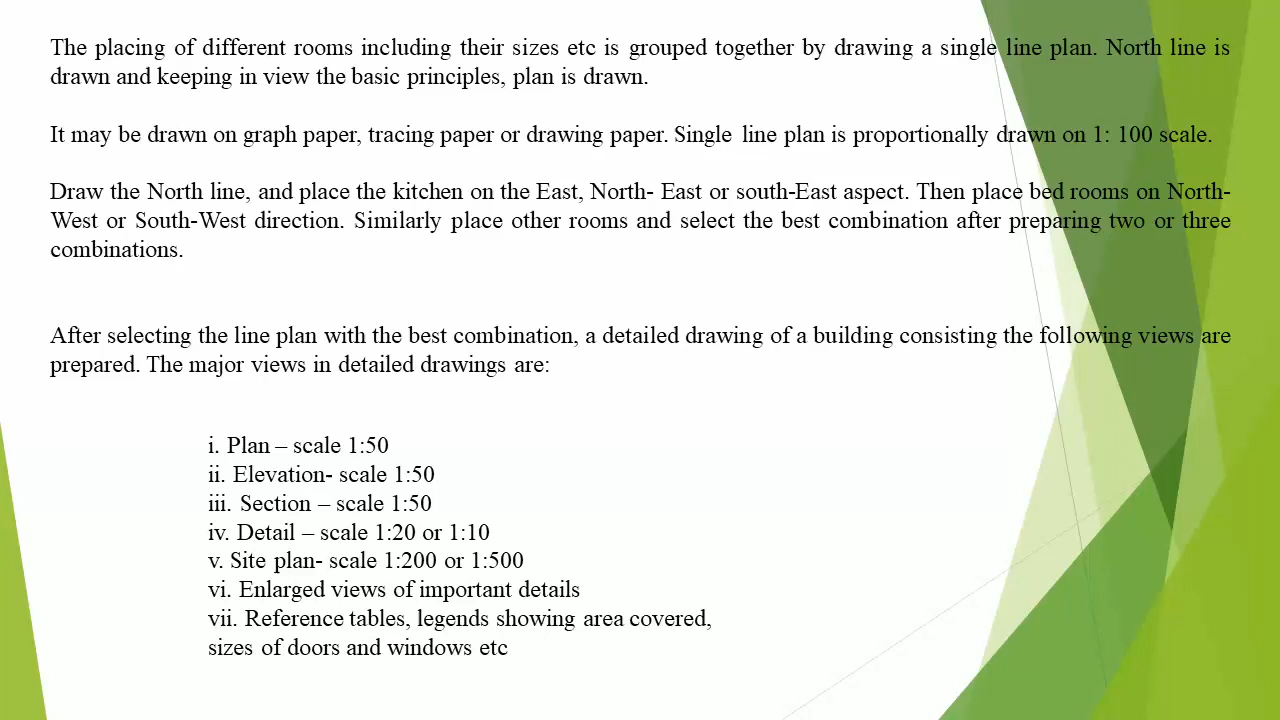 The placing of different rooms including their sizes etc is grouped together by drawing a single line plan. North line is
drawn and keeping in view the basic principles, plan is drawn.
It may be drawn on graph paper, tracing paper or drawing paper. Single line plan is proportionally drawn on 1: 100 scale.
Draw the North line, and place the kitchen on the East, North- East or south-East aspect. Then place bed rooms on North-
West or South-West direction. Similarly place other rooms and select the best combination after preparing two or three
combinations.
After selecting the line plan with the best combination, a detailed drawing of a building consisting the following views are
prepared. The major views in detailed drawings are:
i. Plan – scale 1:50
ii. Elevation- scale 1:50
iii. Section – scale 1:50
iv. Detail – scale 1:20 or 1:10
v. Site plan- scale 1:200 or 1:500
vi. Enlarged views of important details
vii. Reference tables, legends showing area covered,
sizes of doors and windows etc